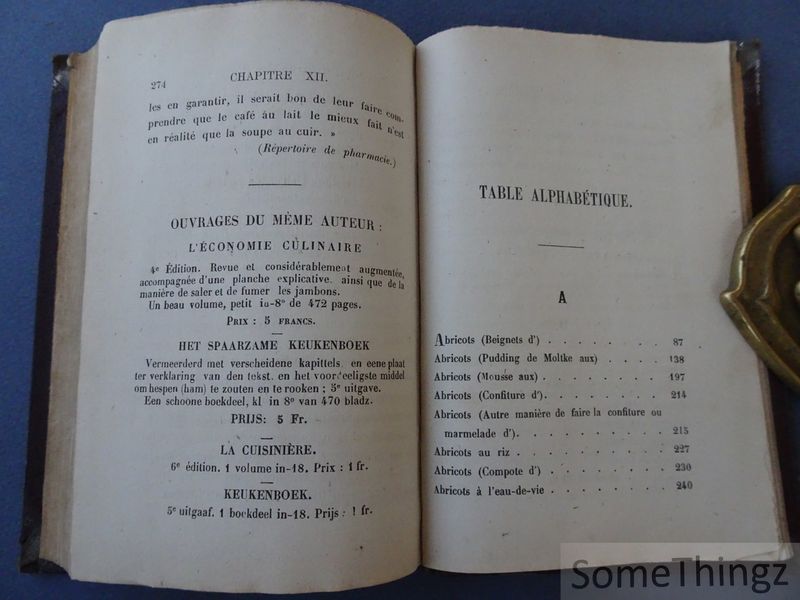 274
CHAPITRE XII.
les en garantir, il serait bon de leur faire com-
prendre que le café au lait le mieux fait n'est
en réalité que la soupe au cuir. »
(Répertoire de pharmacie.)
OUVRAGES DU MÊME AUTEUR :
L'ÉCONOMIE CULINAIRE
4e Édition. Revue et considérablement augmentée,
accompagnée d'une planche explicative. ainsi que de la
manière de saler et de fumer les jambons.
Un beau volume, petit in-8° de 472 pages.
PRIX : 5 FRANCS.
HET SPAARZAME KEUKENBOEK
Vermeerderd met verscheidene kapittels, en eene plaat
ter verklaring van den tekst, en het voordeeligste middel
om hespen (ham) te zouten en te rooken ; 5e uitgave.
Een schoone boekdeel, kl in 8° van 470 bladz.
PRIJS: 5 Fr.
LA CUISINIÈRE.
6e édition. 1 volume in-18. Prix : 1 fr.
KEUKENBOEK.
5e uitgaaf. 1 boekdeel in-18. Prijs : 1 fr.
TABLE ALPHABÉTIQUE.
A
Abricots (Beignets d') . . . . . . . 87
Abricots (Pudding de Moltke aux) . . . . 138
Abricots (Mousse aux) . . . . . . . 197
Abricots (Confiture d'). . . . . . . . 214
Abricots (Autre manière de faire la confiture ou
marmelade d'). . . . . . . . . 215
Abricots au riz . . . . . . . . . 227
Abricots (Compote d') . . . . . . . 230
Abricots à l'eau-de-vie . . . . . . . 240
SomeThingz